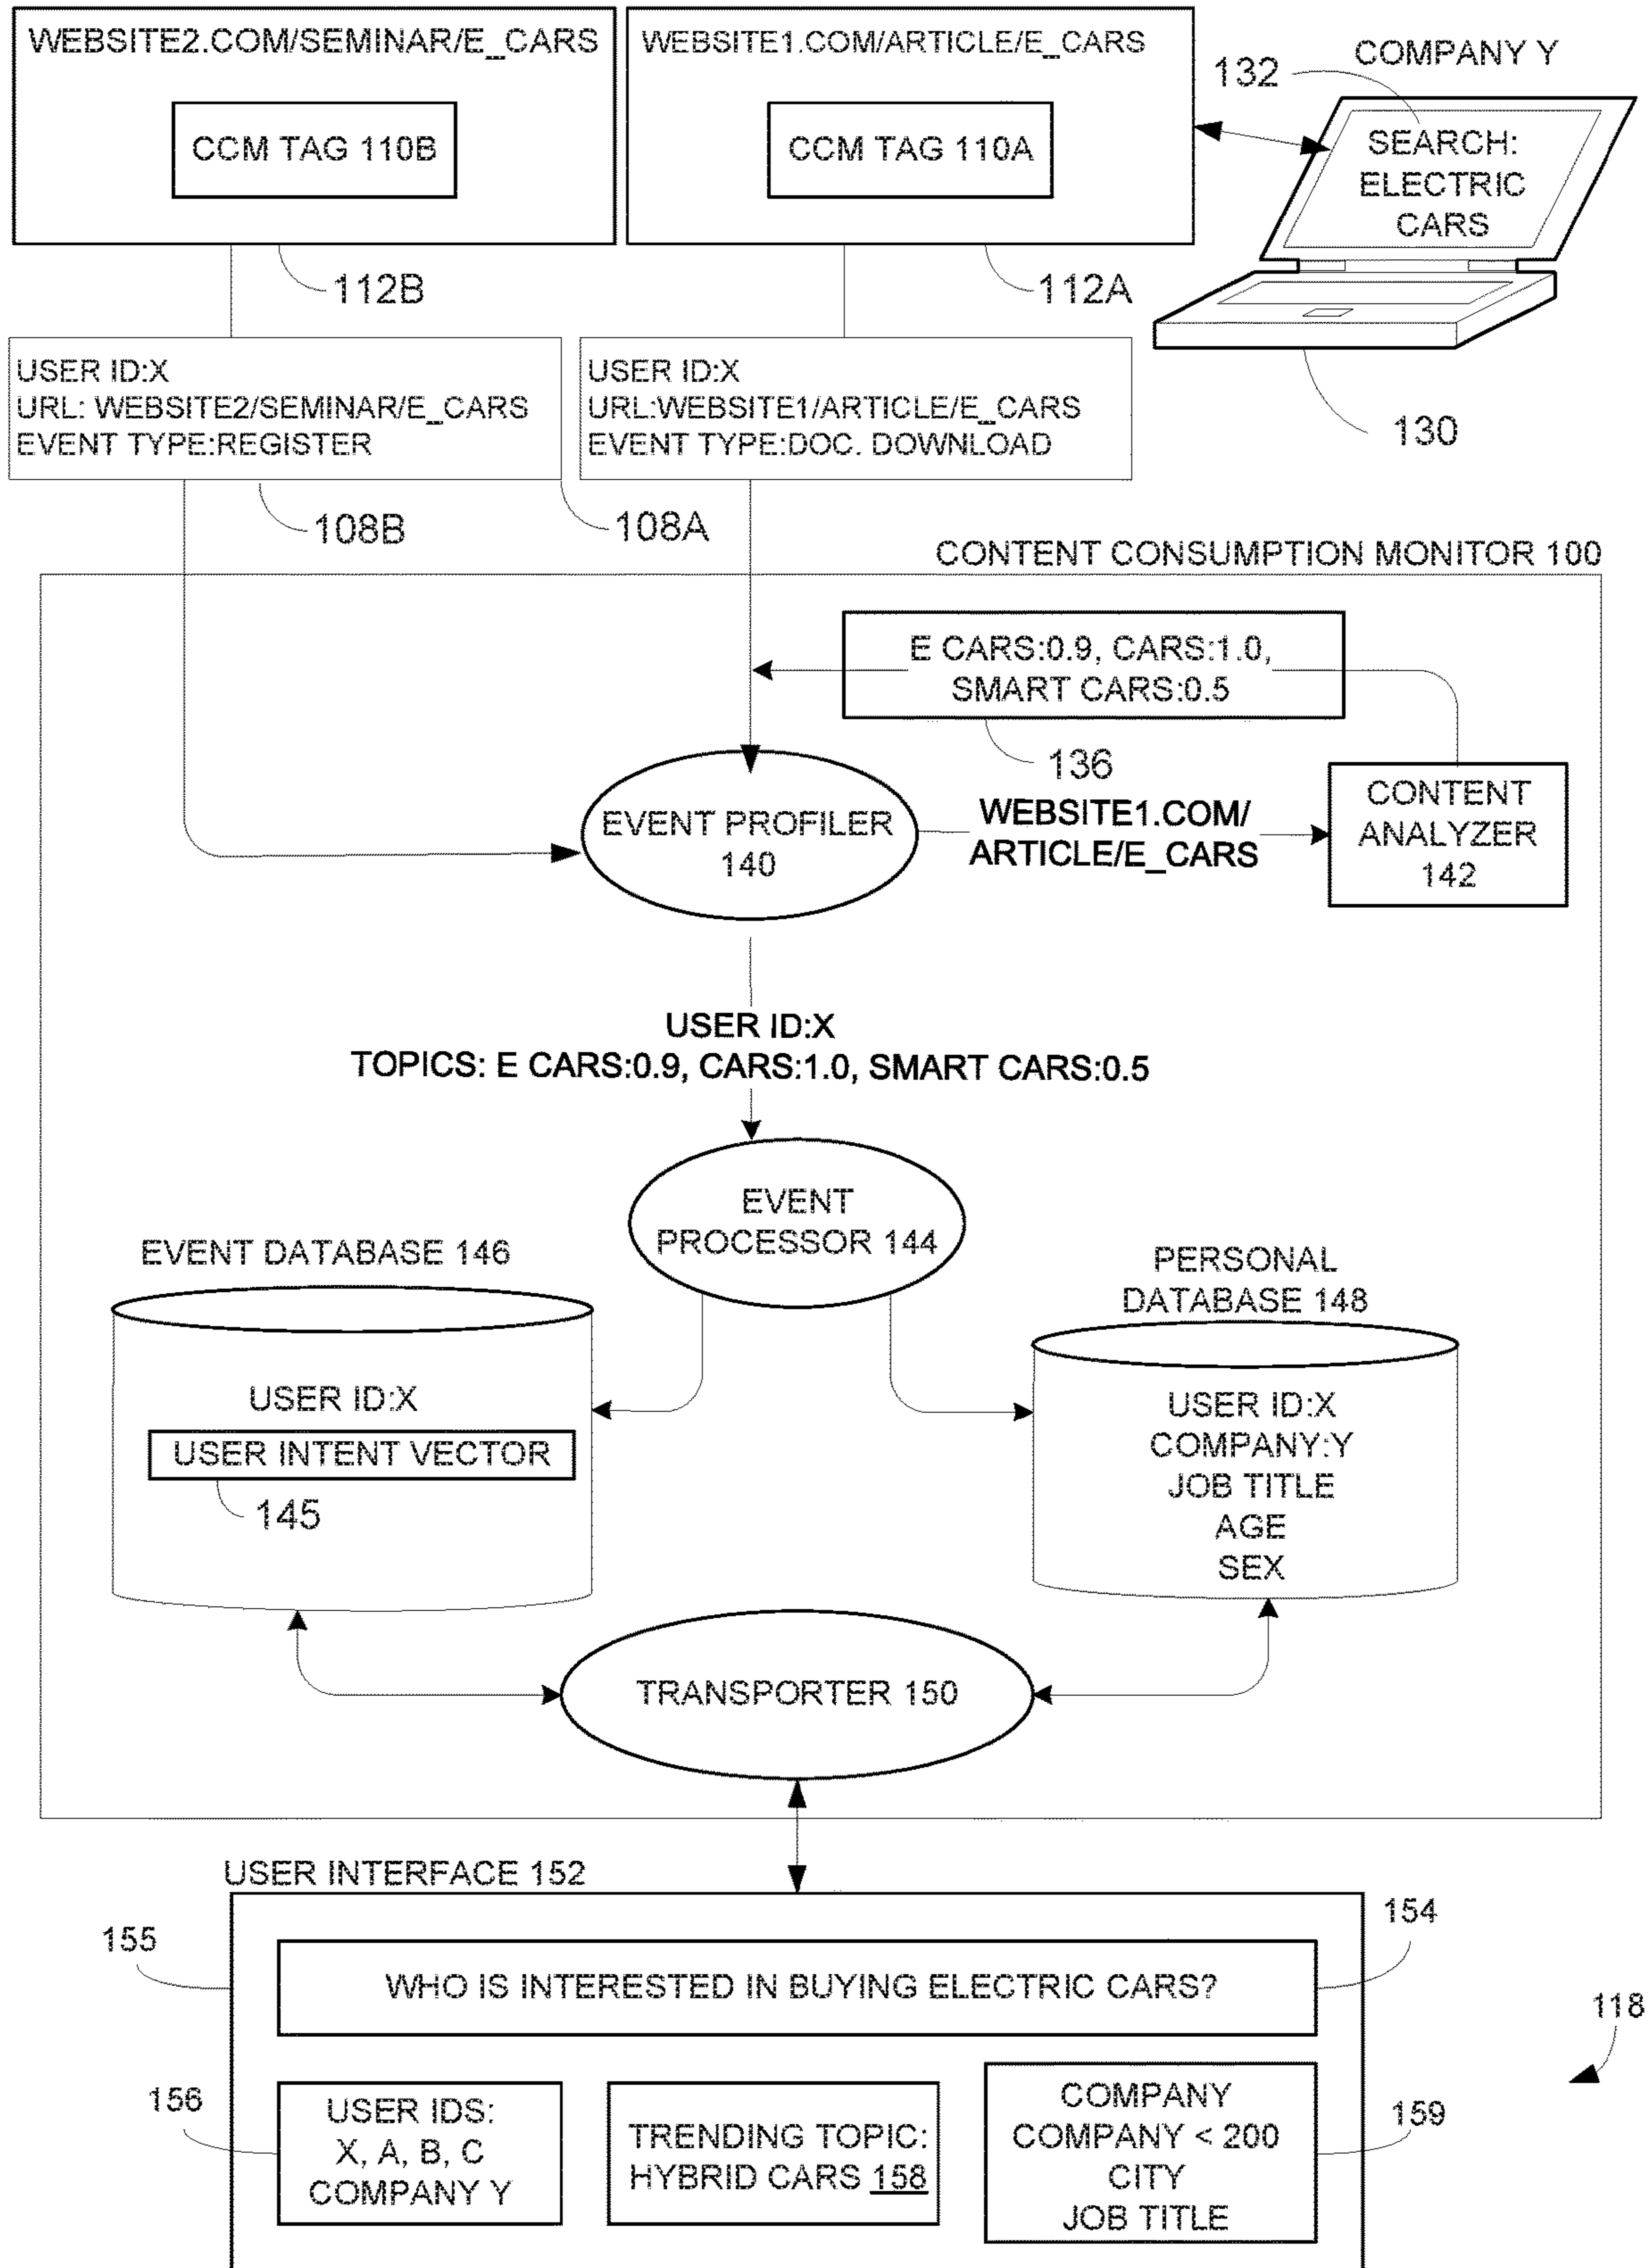 WEBSITE2.COM/SEMINAR/E_CARS
CCM TAG 110B
112B
WEBSITE1.COM/ARTICLE/E_CARS
CCM TAG 110A
112A
COMPANY Y
132
SEARCH:
ELECTRIC
CARS
130
USER ID:X
URL: WEBSITE2/SEMINAR/E_CARS
EVENT TYPE:REGISTER
108B
USER ID:X
URL:WEBSITE1/ARTICLE/E_CARS
EVENT TYPE:DOC. DOWNLOAD
108A
CONTENT CONSUMPTION MONITOR 100
E CARS:0.9, CARS:1.0,
SMART CARS:0.5
136
EVENT PROFILER
140
WEBSITE1.COM/
ARTICLE/E_CARS
CONTENT
ANALYZER
142
USER ID:X
TOPICS: E CARS:0.9, CARS:1.0, SMART CARS:0.5
EVENT
PROCESSOR 144
EVENT DATABASE 146
USER ID:X
USER INTENT VECTOR
145
PERSONAL
DATABASE 148
USER ID:X
COMPANY:Y
JOB TITLE
AGE
SEX
TRANSPORTER 150
USER INTERFACE 152
155
154
WHO IS INTERESTED IN BUYING ELECTRIC CARS?
118
156
USER IDS:
X, A, B, C
COMPANY Y
TRENDING TOPIC:
HYBRID CARS 158
COMPANY
COMPANY < 200
CITY
JOB TITLE
159